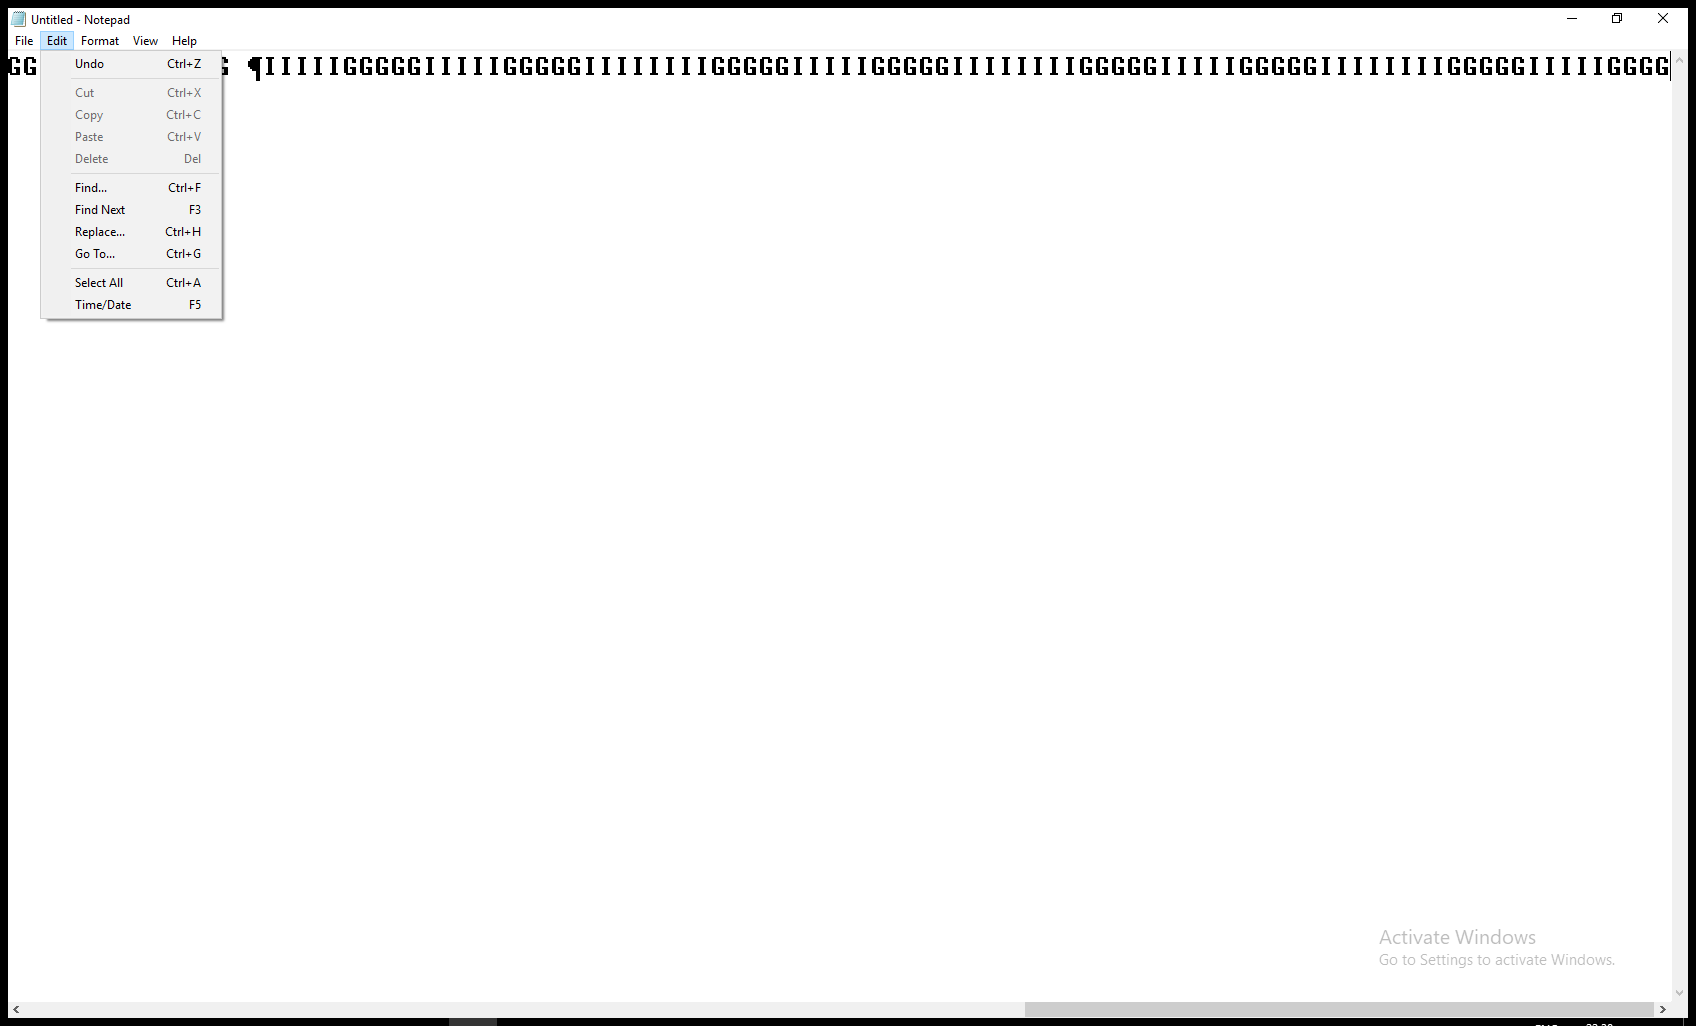 Untitled - Notepad
File Edit Format View Help
GG G ¶IIIIIGGGGGIIIIIGGGGGIIIIIIIIGGGGGIIIIIGGGGGIIIIIIIIGGGGGIIIIIGGGGGIIIIIIIIGGGGGIIIIIGGGG
Undo Ctrl+Z
Cut Ctrl+X
Copy Ctrl+C
Paste Ctrl+V
Delete Del
Find... Ctrl+F
Find Next F3
Replace... Ctrl+H
Go To... Ctrl+G
Select All Ctrl+A
Time/Date F5
Activate Windows
Go to Settings to activate Windows.